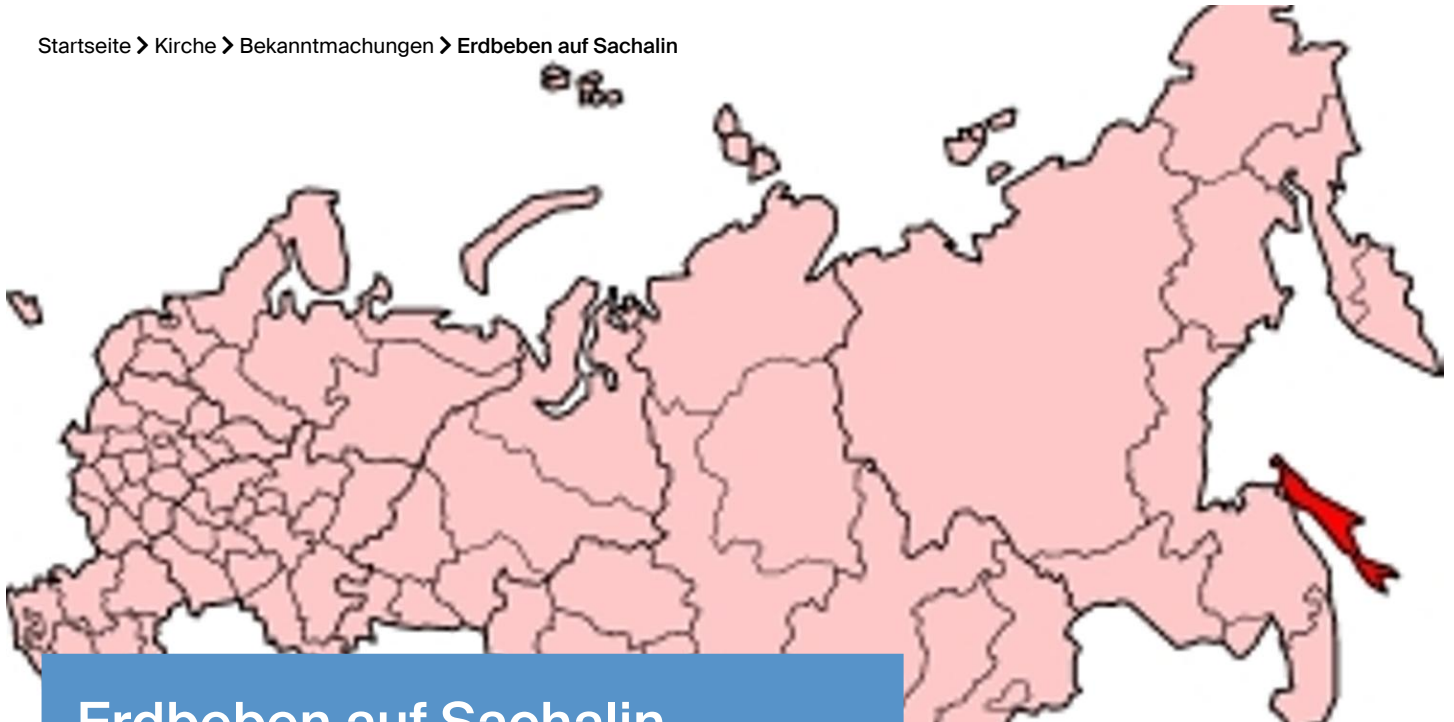 Startseite > Kirche > Bekanntmachungen > Erdbeben auf Sachalin
Erdbeben auf Sachalin